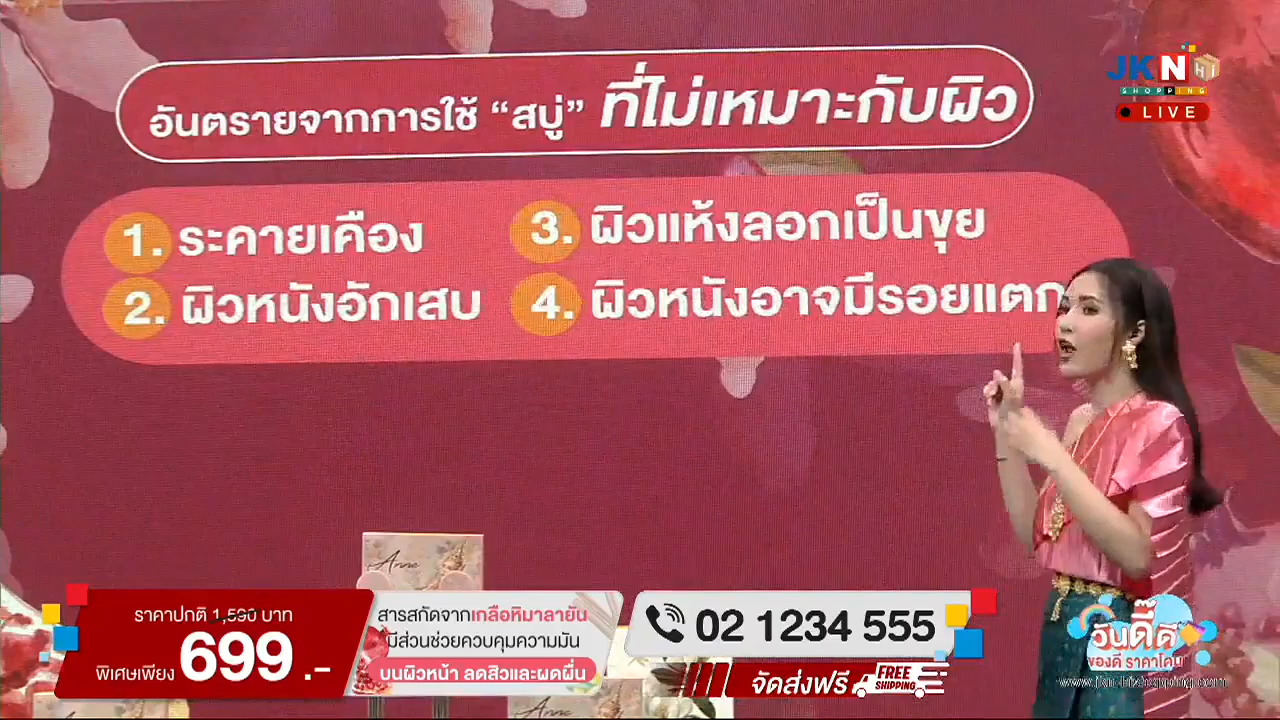 อันตรายจากการใช้ “สบู่” ที่ไม่เหมาะกับผิว
JKN Hi
SHOPPING
LIVE
1. ระคายเคือง
2. ผิวหนังอักเสบ
3. ผิวแห้งลอกเป็นขุย
4. ผิวหนังอาจมีรอยแตก
Anne
ราคาปกติ 1,590 บาท
พิเศษเพียง 699 .-
สารสกัดจากเกลือหิมาลายัน
มีส่วนช่วยควบคุมความมัน
บนผิวหน้า ลดสิวและผดผื่น
02 1234 555
จัดส่งฟรี FREE SHIPPING
วันดี๊ดี
ของดี ราคาโดน
Anne
Anne